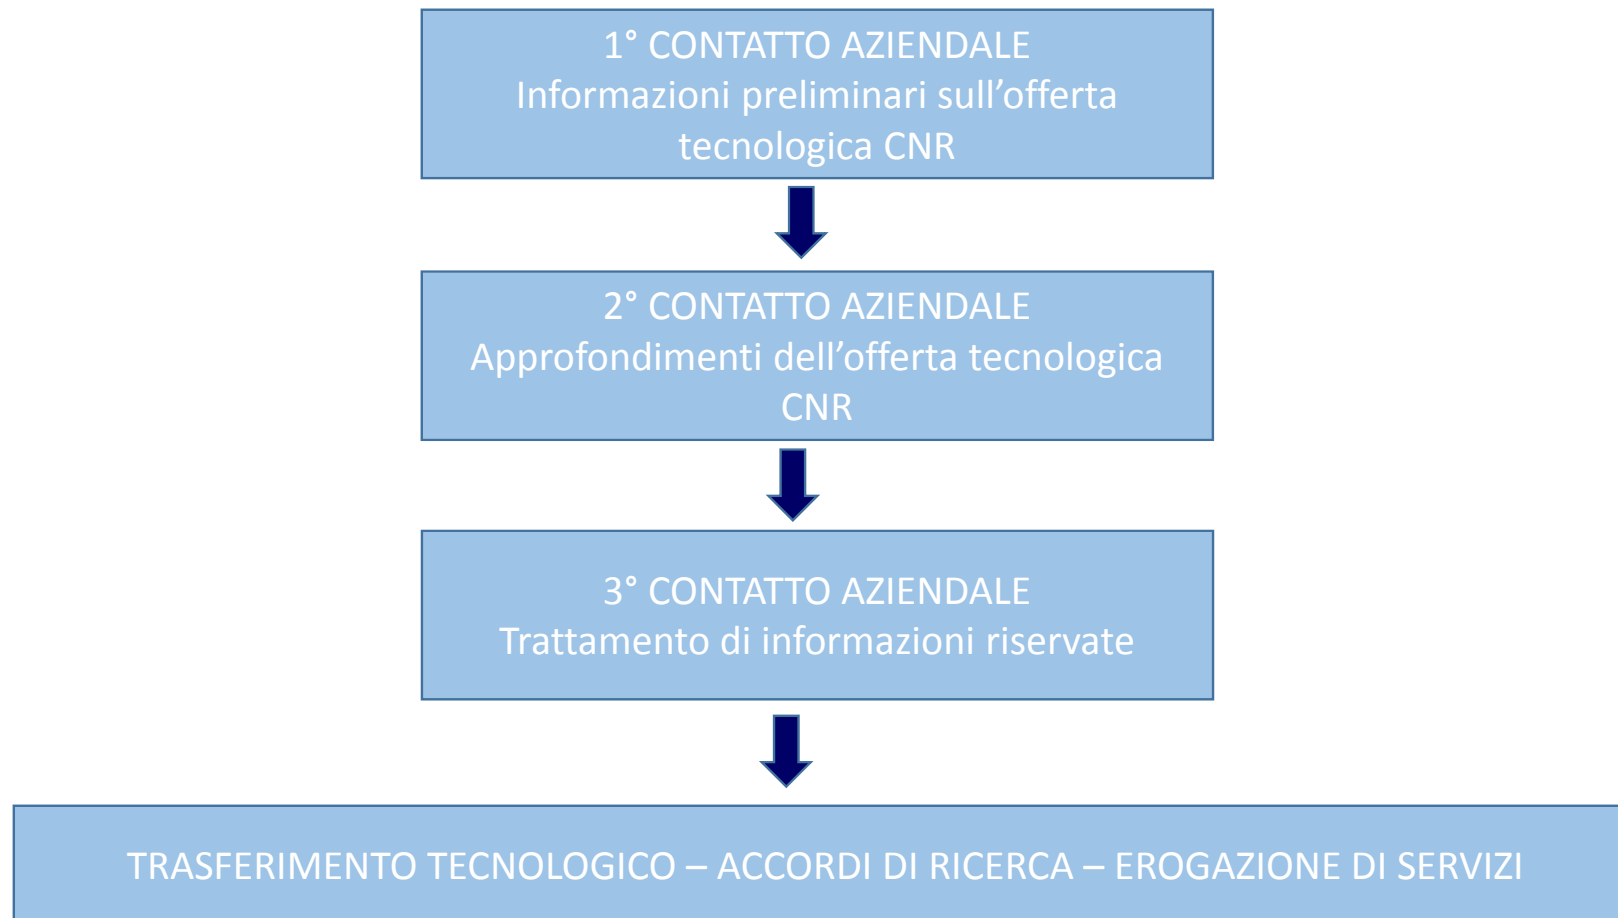 1° CONTATTO AZIENDALE
Informazioni preliminari sull’offerta
tecnologica CNR
2° CONTATTO AZIENDALE
Approfondimenti dell’offerta tecnologica
CNR
3° CONTATTO AZIENDALE
Trattamento di informazioni riservate
TRASFERIMENTO TECNOLOGICO – ACCORDI DI RICERCA – EROGAZIONE DI SERVIZI